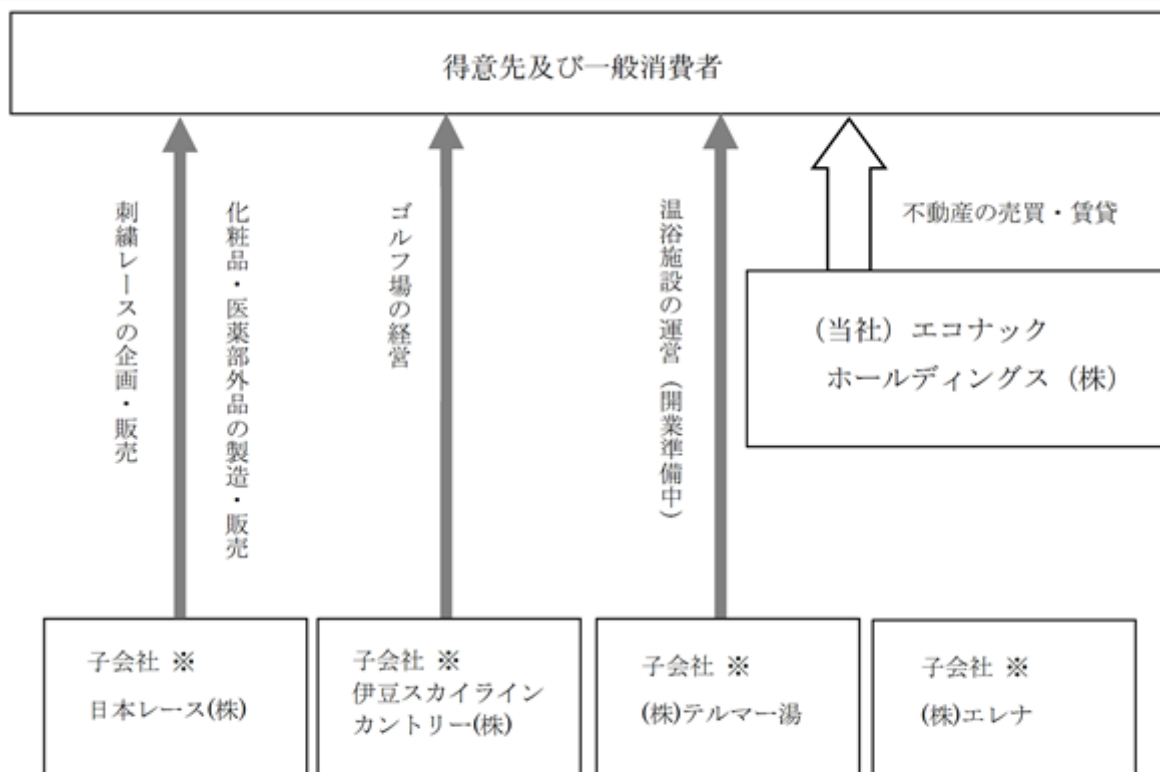 得意先及び一般消費者
刺繍レースの企画・販売
化粧品・医薬部外品の製造・販売
ゴルフ場の経営
温浴施設の運営（開業準備中）
不動産の売買・賃貸
（当社）エコナック
ホールディングス（株）
子会社 ※
日本レース(株)
子会社 ※
伊豆スカイライン
カントリー(株)
子会社 ※
(株)テルマー湯
子会社 ※
(株)エレナ